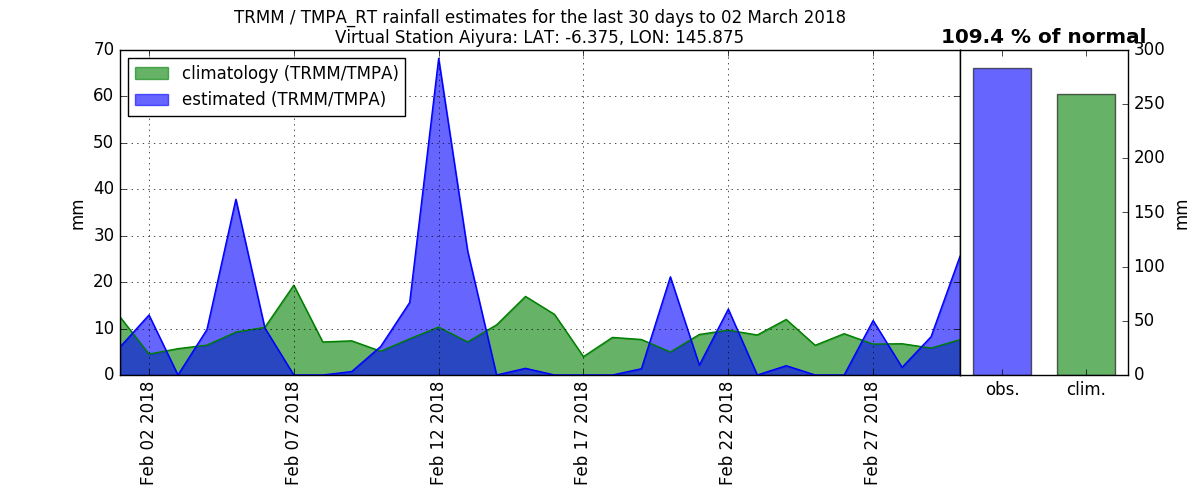 TRMM / TMPA_RT rainfall estimates for the last 30 days to 02 March 2018
Virtual Station Aiyura: LAT: -6.375, LON: 145.875
109.4 % of normal
climatology (TRMM/TMPA)
estimated (TRMM/TMPA)
70
60
50
40
30
20
10
0
mm
Feb 02 2018
Feb 07 2018
Feb 12 2018
Feb 17 2018
Feb 22 2018
Feb 27 2018
300
250
200
150
100
50
0
mm
obs.
clim.